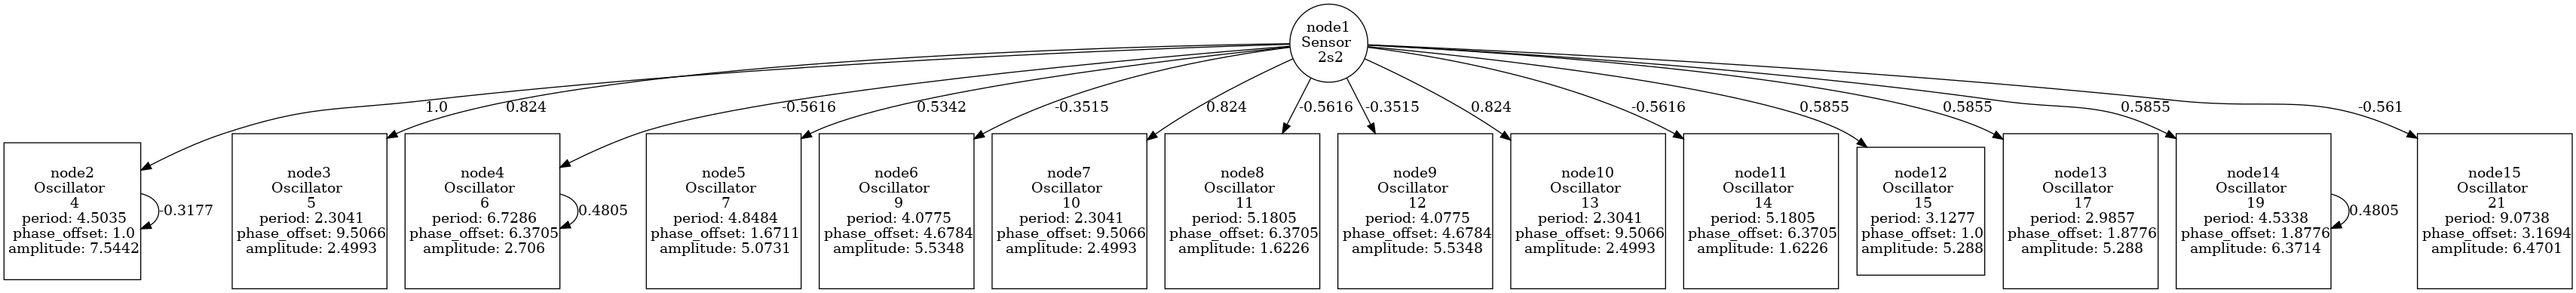 node1
Sensor
2s2
1.0
0.824
-0.5616
0.5342
-0.3515
0.824
-0.5616
-0.3515
0.824
-0.5616
0.5855
0.5855
0.5855
-0.561
node2
Oscillator
4
period: 4.5035
phase_offset: 1.0
amplitude: 7.5442
-0.3177
node3
Oscillator
5
period: 2.3041
phase_offset: 9.5066
amplitude: 2.4993
node4
Oscillator
6
period: 6.7286
phase_offset: 6.3705
amplitude: 2.706
0.4805
node5
Oscillator
7
period: 4.8484
phase_offset: 1.6711
amplitude: 5.0731
node6
Oscillator
9
period: 4.0775
phase_offset: 4.6784
amplitude: 5.5348
node7
Oscillator
10
period: 2.3041
phase_offset: 9.5066
amplitude: 2.4993
node8
Oscillator
11
period: 5.1805
phase_offset: 6.3705
amplitude: 1.6226
node9
Oscillator
12
period: 4.0775
phase_offset: 4.6784
amplitude: 5.5348
node10
Oscillator
13
period: 2.3041
phase_offset: 9.5066
amplitude: 2.4993
node11
Oscillator
14
period: 5.1805
phase_offset: 6.3705
amplitude: 1.6226
node12
Oscillator
15
period: 3.1277
phase_offset: 1.0
amplitude: 5.288
node13
Oscillator
17
period: 2.9857
phase_offset: 1.8776
amplitude: 5.288
node14
Oscillator
19
period: 4.5338
phase_offset: 1.8776
amplitude: 6.3714
0.4805
node15
Oscillator
21
period: 9.0738
phase_offset: 3.1694
amplitude: 6.4701